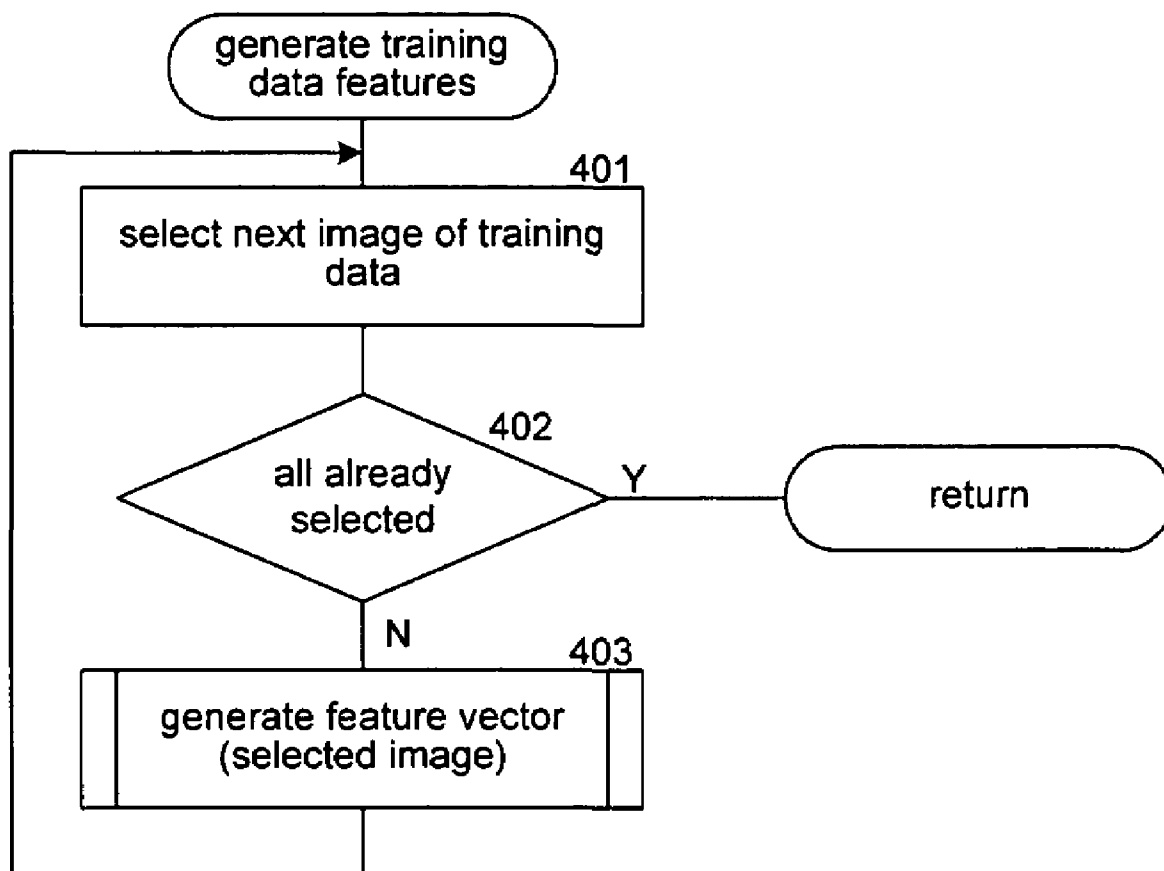 generate training
data features
401
select next image of training
data
402
all already
selected
Y
return
N
403
generate feature vector
(selected image)